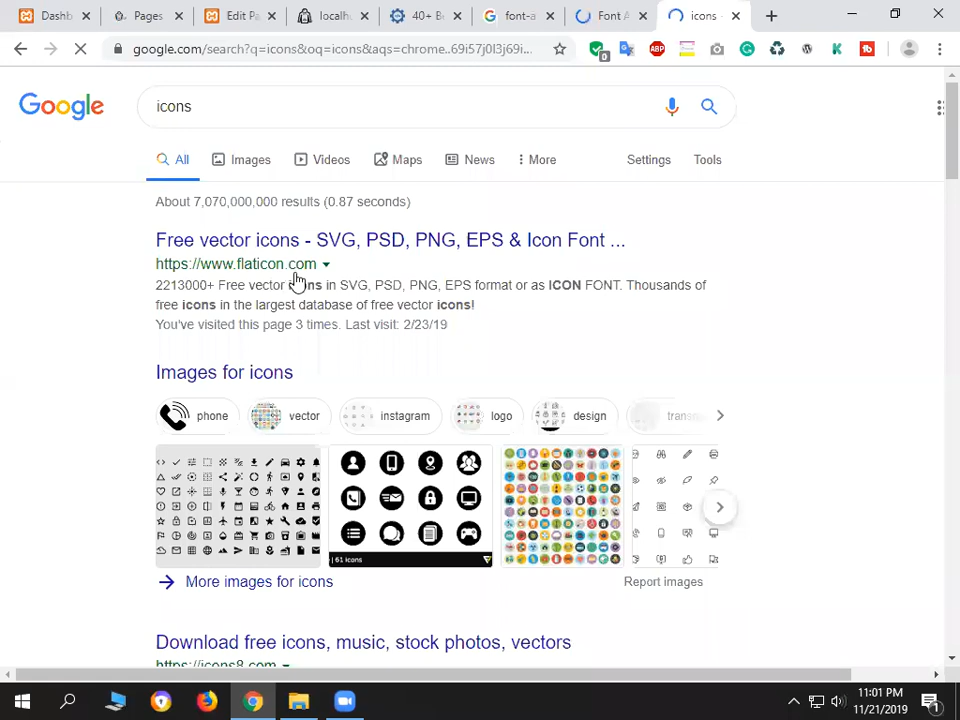 Dashb
Pages
Edit Pa
localh
40+ Be
font-a
Font A
icons -
google.com/search?q=icons&oq=icons&aqs=chrome..69i57j0l3j69i...
0
ABP
Google
icons
All
Images
Videos
Maps
News
More
Settings
Tools
About 7,070,000,000 results (0.87 seconds)
Free vector icons - SVG, PSD, PNG, EPS & Icon Font ...
https://www.flaticon.com
2213000+ Free vector icons in SVG, PSD, PNG, EPS format or as ICON FONT. Thousands of
free icons in the largest database of free vector icons!
You've visited this page 3 times. Last visit: 2/23/19
Images for icons
phone
vector
instagram
logo
design
trans
| 61 icons
More images for icons
Report images
Download free icons, music, stock photos, vectors
https://icons8.com
11:01 PM
11/21/2019
1